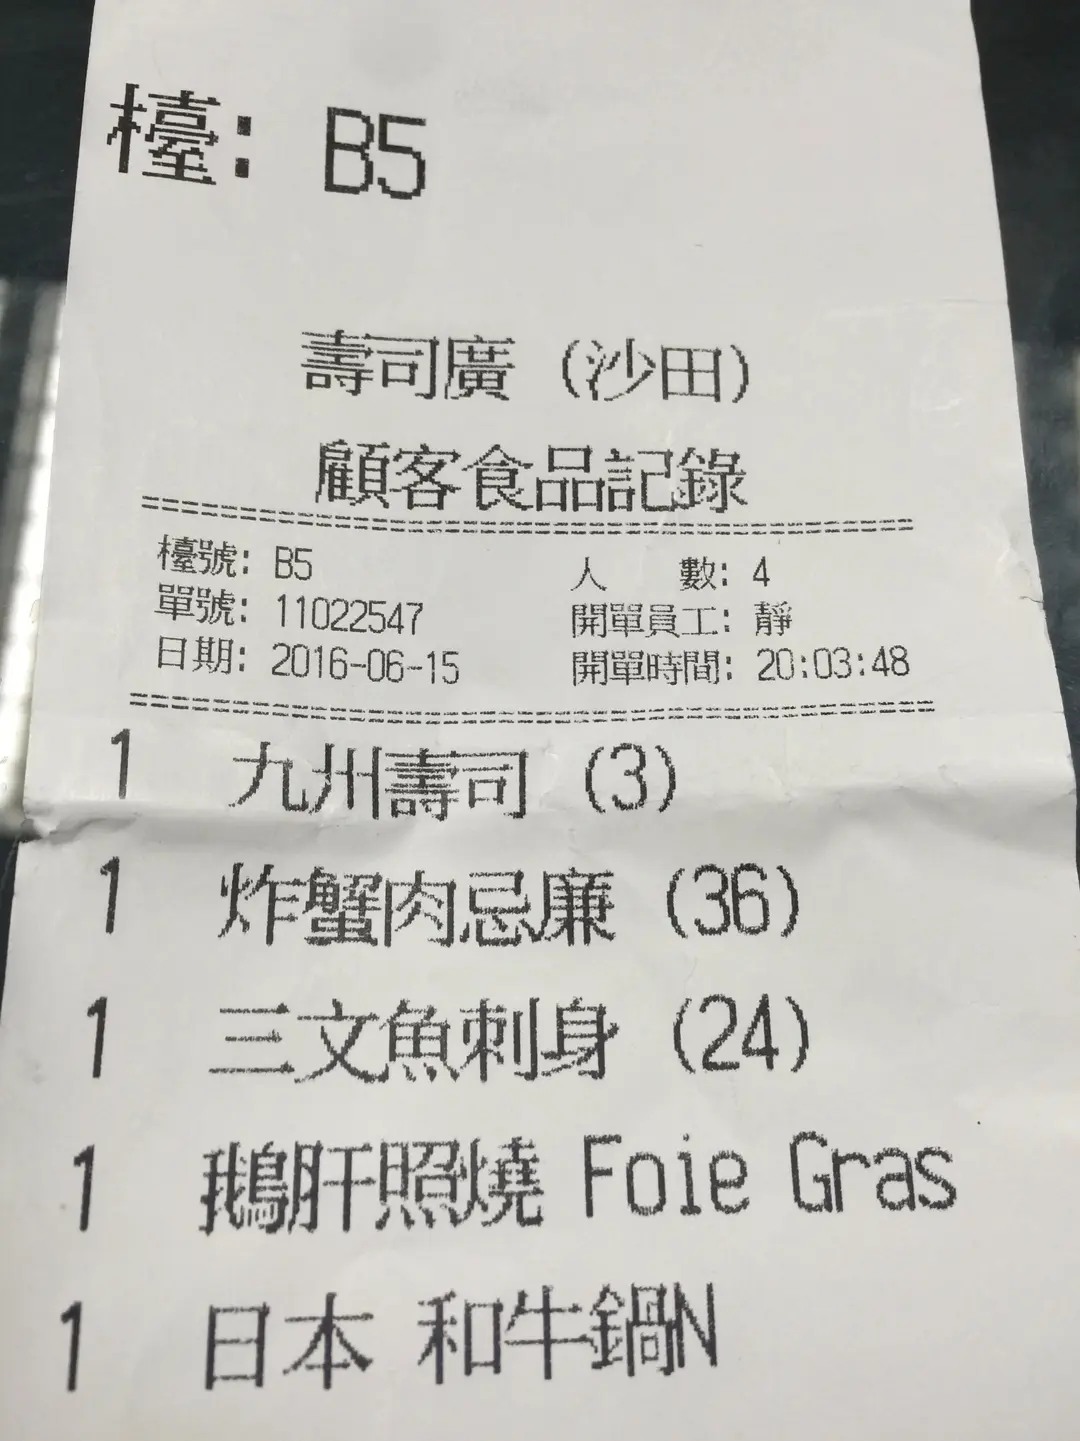 檯: B5
壽司廣 (沙田)
顧客食品記錄
檯號: B5 人 數: 4
單號: 11022547 開單員工: 靜
日期: 2016-06-15 開單時間: 20:03:48
1 九州壽司 (3)
1 炸蟹肉忌廉 (36)
1 三文魚刺身 (24)
1 鵝肝照燒 Foie Gras
1 日本 和牛鍋N